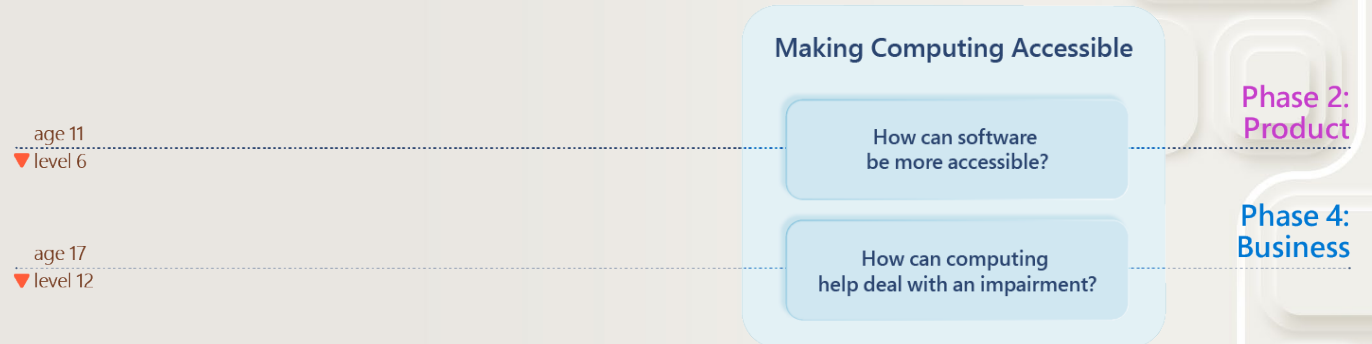 Making Computing Accessible
Phase 2:
Product
age 11
level 6
How can software
be more accessible?
Phase 4:
Business
age 17
level 12
How can computing
help deal with an impairment?